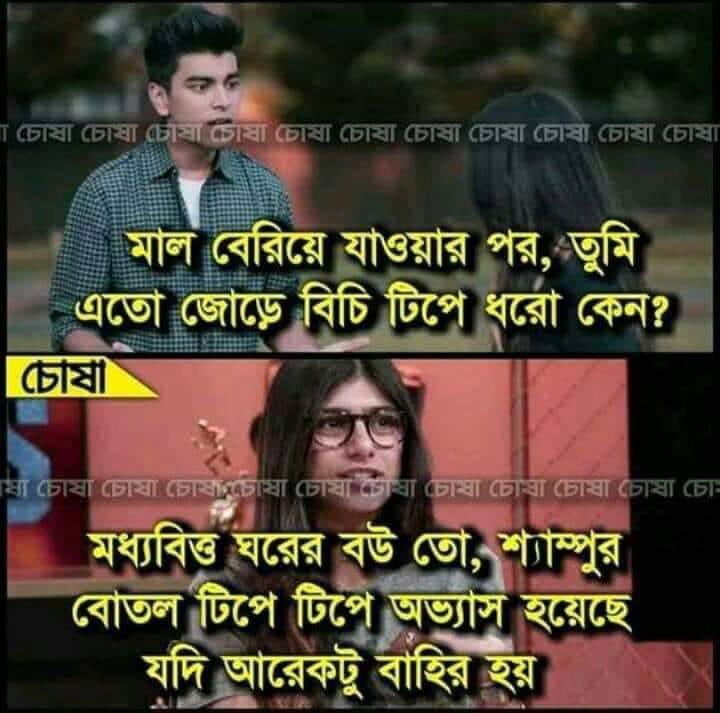 চোষা চোষা চোষা চোষা চোষা চোষা চোষা চোষা চোষা চোষা চোষা
মাল বেরিয়ে যাওয়ার পর, তুমি
এতো জোড়ে বিচি টিপে ধরো কেন?
চোষা
চোষা চোষা চোষা চোষা চোষা চোষা চোষা চোষা চোষা চোষা
মধ্যবিত্ত ঘরের বউ তো, শ্যাম্পুর
বোতল টিপে টিপে অভ্যাস হয়েছে
যদি আরেকটু বাহির হয়